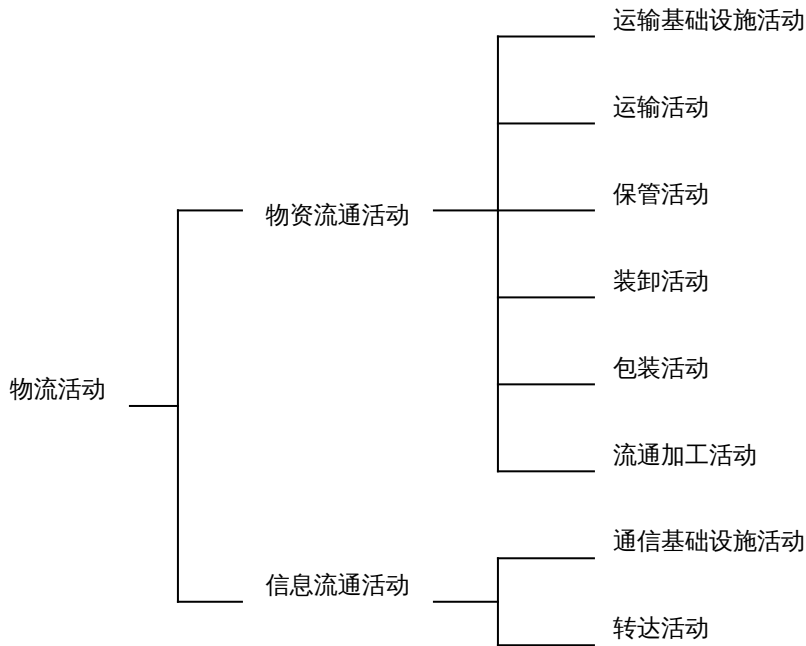 物流活动
物资流通活动
运输基础设施活动
运输活动
保管活动
装卸活动
包装活动
流通加工活动
信息流通活动
通信基础设施活动
转达活动